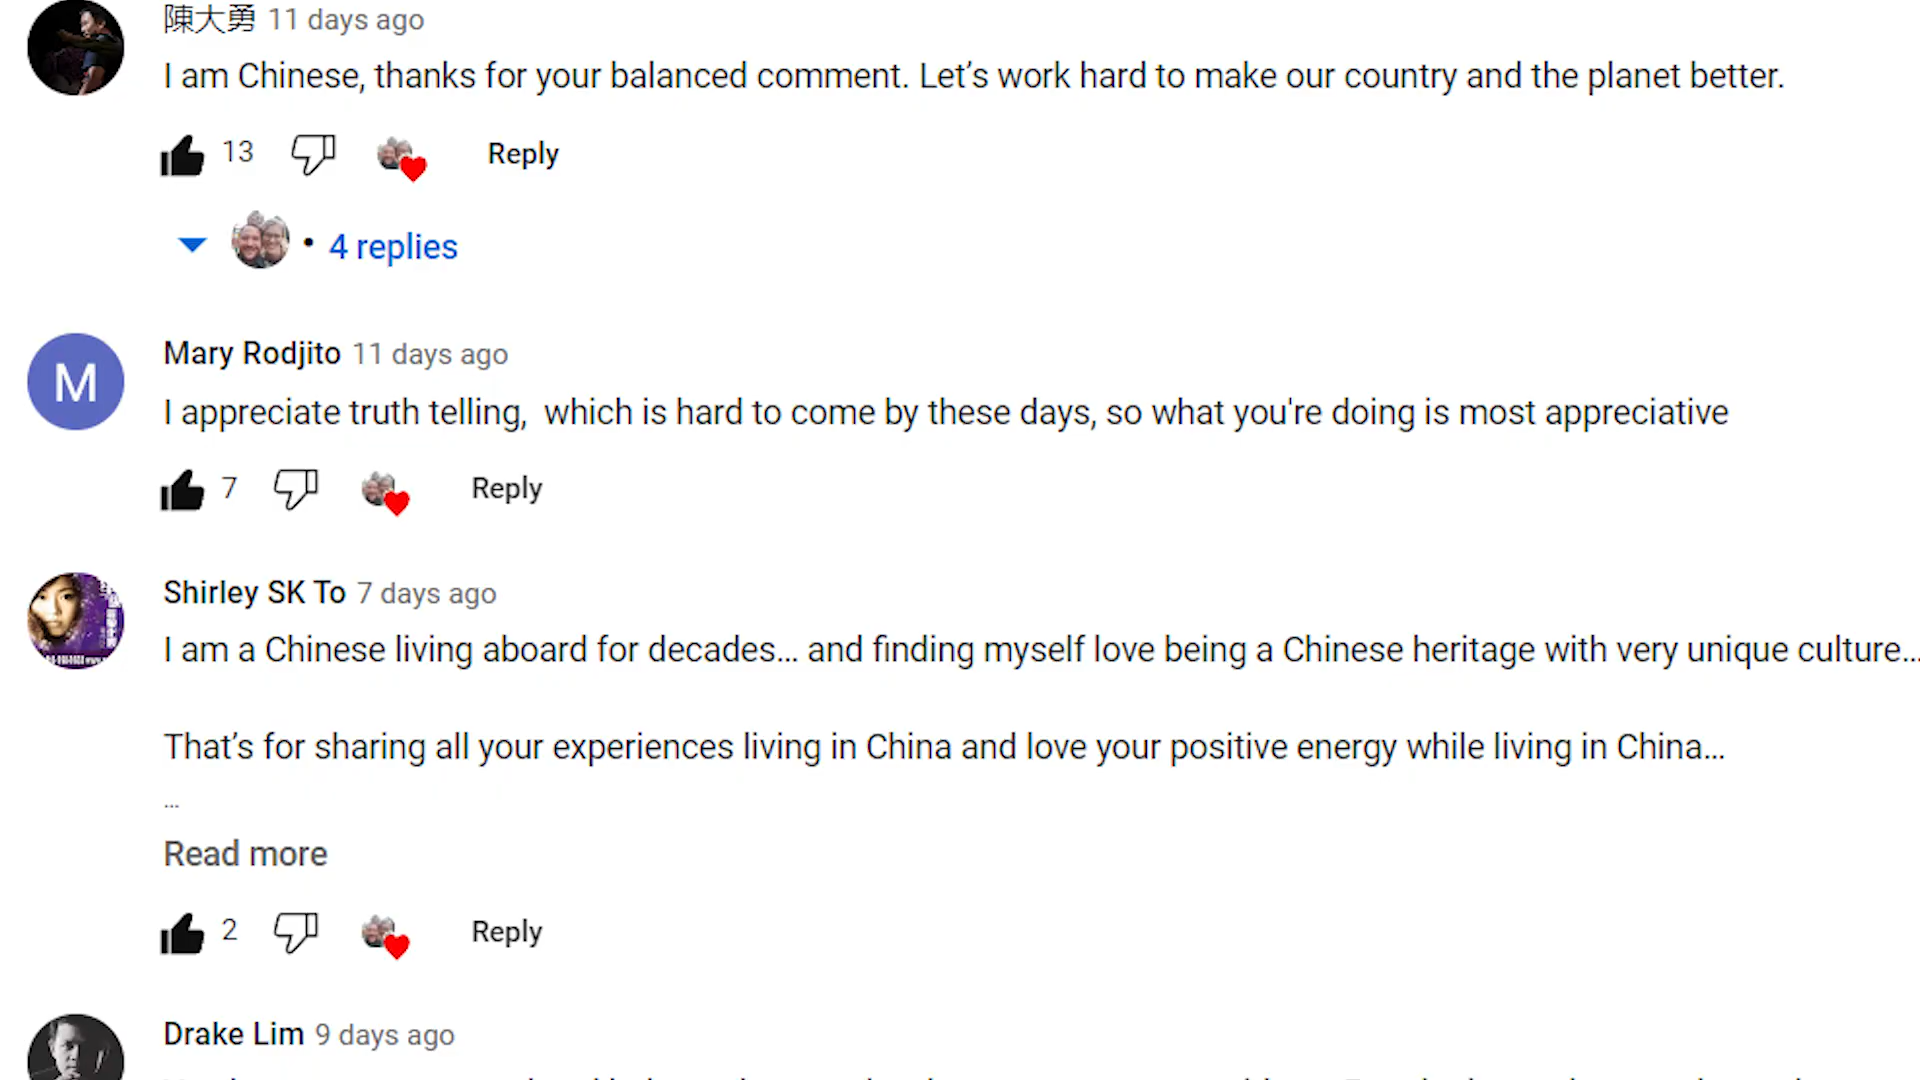 陳大勇 11 days ago
I am Chinese, thanks for your balanced comment. Let’s work hard to make our country and the planet better.
13 Reply
4 replies
M
Mary Rodjito 11 days ago
I appreciate truth telling,  which is hard to come by these days, so what you're doing is most appreciative
7 Reply
Shirley SK To 7 days ago
I am a Chinese living aboard for decades… and finding myself love being a Chinese heritage with very unique culture…
That’s for sharing all your experiences living in China and love your positive energy while living in China…
...
Read more
2 Reply
Drake Lim 9 days ago